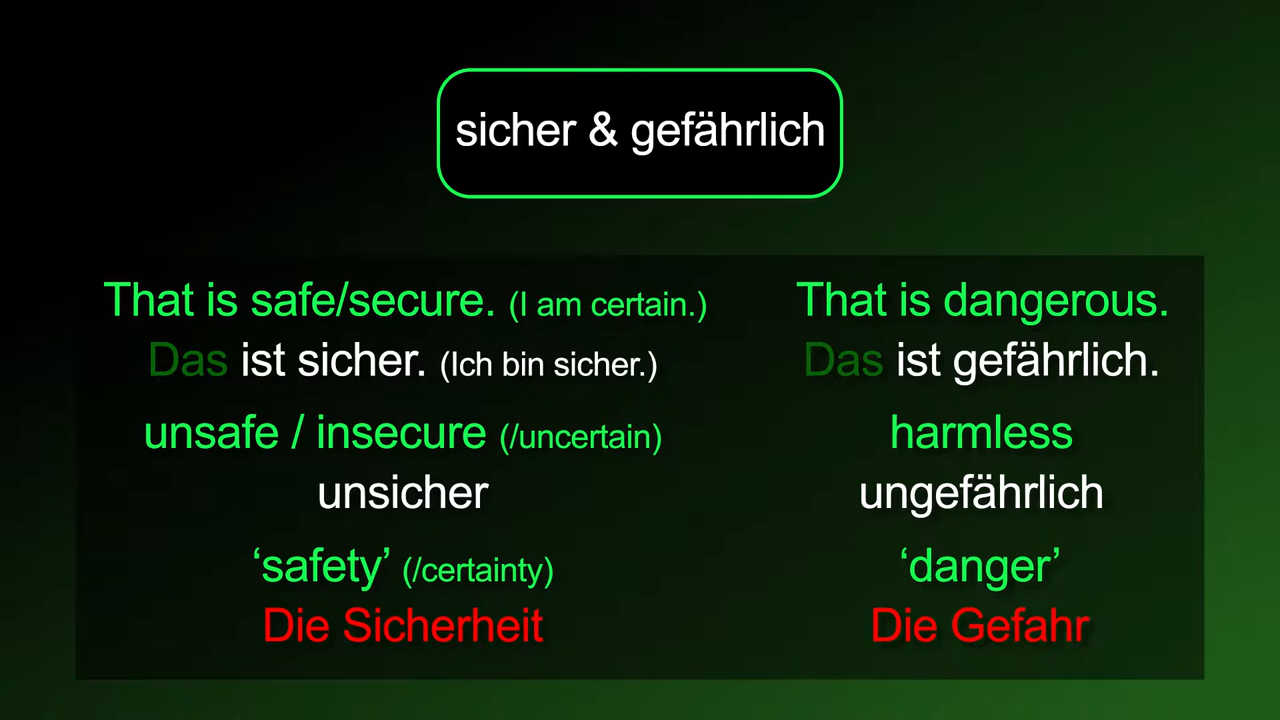 sicher & gefährlich
That is safe/secure. (I am certain.)
Das ist sicher. (Ich bin sicher.)
unsafe / insecure (/uncertain)
unsicher
‘safety’ (/certainty)
Die Sicherheit
That is dangerous.
Das ist gefährlich.
harmless
ungefährlich
‘danger’
Die Gefahr